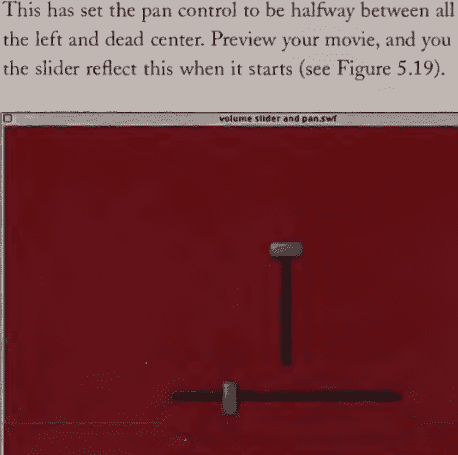 This has set the pan control to be halfway between all
the left and dead center. Preview your movie, and you
the slider reflect this when it starts (see Figure 5.19).
volume slider and pan.swf